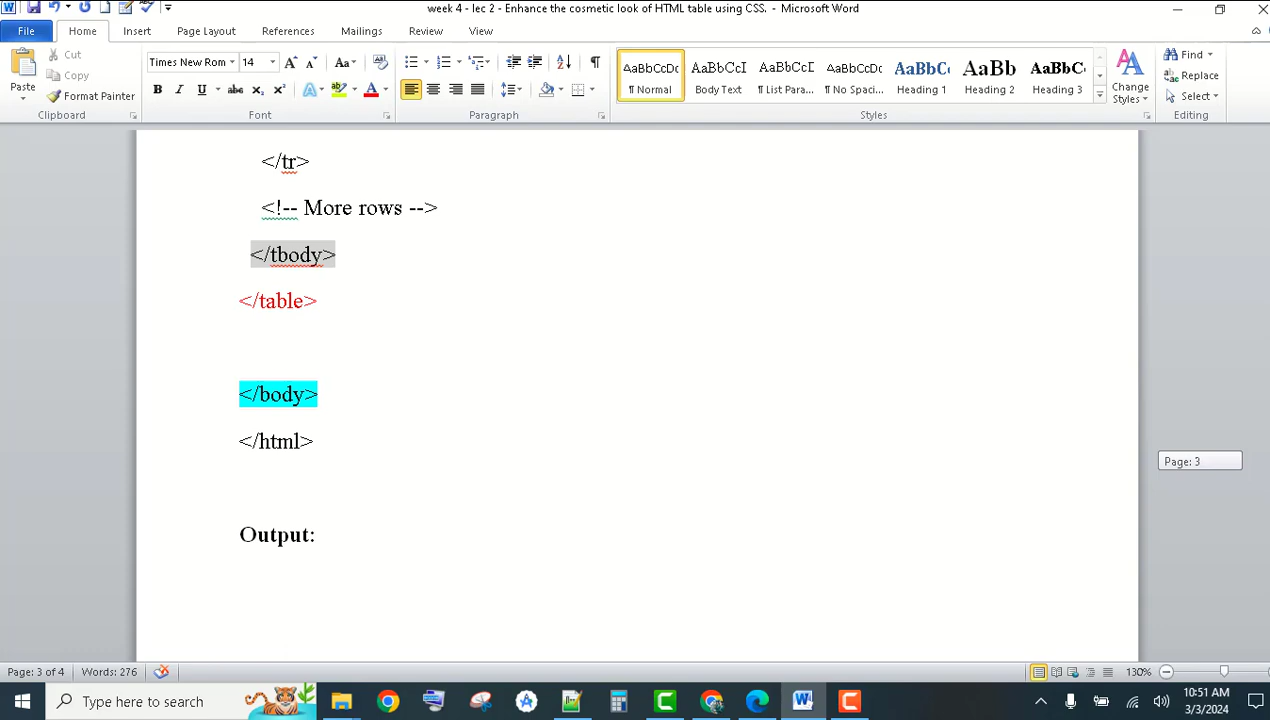 week 4 - lec 2 - Enhance the cosmetic look of HTML table using CSS. - Microsoft Word
File Home Insert Page Layout References Mailings Review View
Paste
Cut
Copy
Format Painter
Clipboard
Times New Rom 14
Aa
B I U abc x₂ x²
Font
Paragraph
AaBbCcDc AaBbCcI AaBbCcI AaBbCcDc AaBbC AaBb AaBbC
¶ Normal Body Text ¶ List Para... ¶ No Spaci... Heading 1 Heading 2 Heading 3
Styles
Change Styles
Find
Replace
Select
Editing
</tr>
<!-- More rows -->
</tbody>
</table>
</body>
</html>
Page: 3
Output:
Page: 3 of 4 Words: 276 130%
Type here to search
10:51 AM
3/3/2024